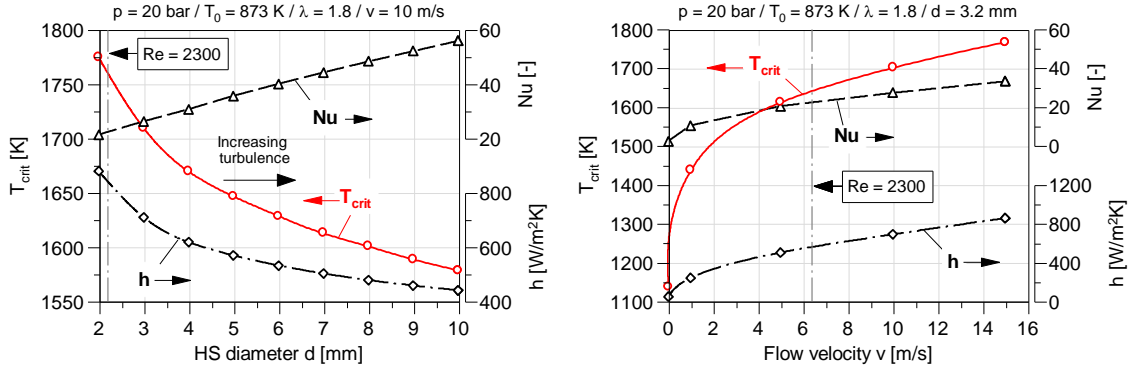 p = 20 bar / T0 = 873 K / λ = 1.8 / v = 10 m/s
1800
1750
1700
1650
1600
1550
Tcrit [K]
Re = 2300
Nu
Increasing
turbulence
Tcrit
h
60
40
20
0
Nu [-]
800
600
400
h [W/m²K]
2 3 4 5 6 7 8 9 10
HS diameter d [mm]
p = 20 bar / T0 = 873 K / λ = 1.8 / d = 3.2 mm
1800
1700
1600
1500
1400
1300
1200
1100
Tcrit [K]
Tcrit
Nu
Re = 2300
h
60
40
20
0
Nu [-]
1200
800
400
0
h [W/m²K]
0 2 4 6 8 10 12 14 16
Flow velocity v [m/s]